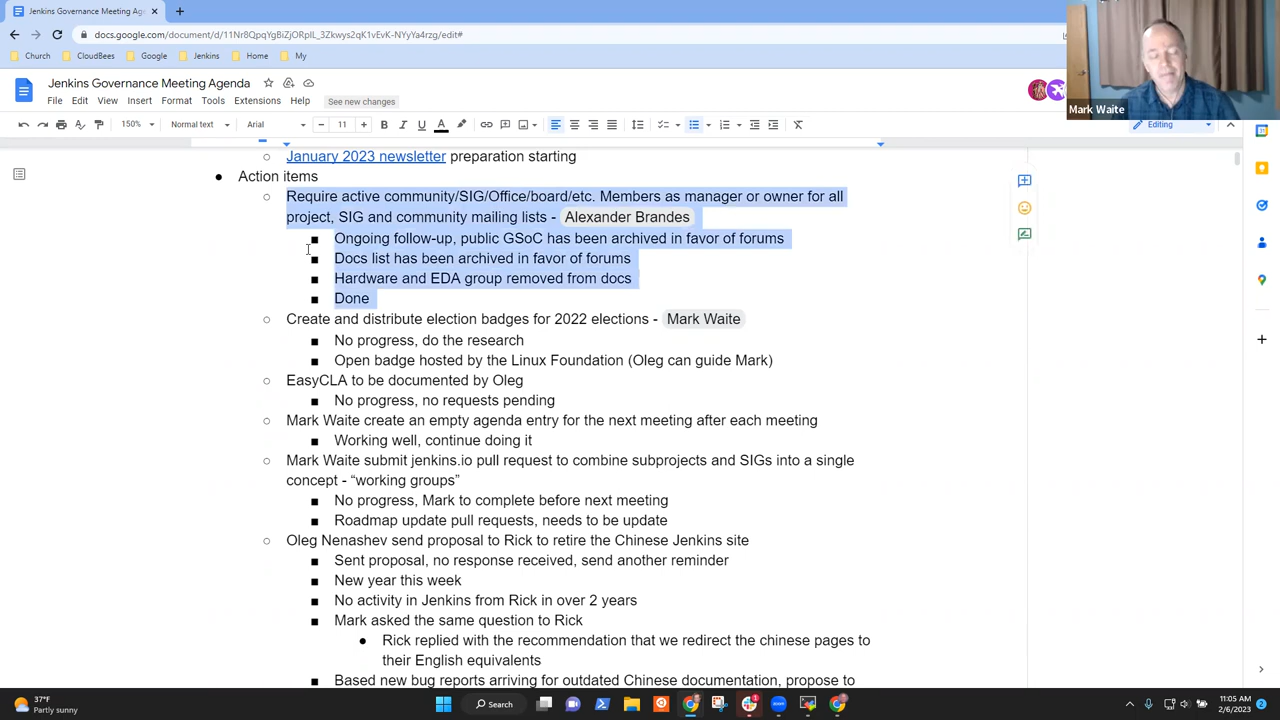 Jenkins Governance Meeting Age
docs.google.com/document/d/11Nr8QpqYgBiZjORpIL_3Zkwys2qK1vEvK-NYyYa4rzg/edit#
Church
CloudBees
Google
Jenkins
Home
My
Jenkins Governance Meeting Agenda
File Edit View Insert Format Tools Extensions Help See new changes
150% Normal text Arial 11 Editing
Mark Waite
January 2023 newsletter preparation starting
Action items
Require active community/SIG/Office/board/etc. Members as manager or owner for all
project, SIG and community mailing lists - Alexander Brandes
Ongoing follow-up, public GSoC has been archived in favor of forums
Docs list has been archived in favor of forums
Hardware and EDA group removed from docs
Done
Create and distribute election badges for 2022 elections - Mark Waite
No progress, do the research
Open badge hosted by the Linux Foundation (Oleg can guide Mark)
EasyCLA to be documented by Oleg
No progress, no requests pending
Mark Waite create an empty agenda entry for the next meeting after each meeting
Working well, continue doing it
Mark Waite submit jenkins.io pull request to combine subprojects and SIGs into a single
concept - “working groups”
No progress, Mark to complete before next meeting
Roadmap update pull requests, needs to be update
Oleg Nenashev send proposal to Rick to retire the Chinese Jenkins site
Sent proposal, no response received, send another reminder
New year this week
No activity in Jenkins from Rick in over 2 years
Mark asked the same question to Rick
Rick replied with the recommendation that we redirect the chinese pages to
their English equivalents
Based new bug reports arriving for outdated Chinese documentation, propose to
37°F
Partly sunny
Search
11:05 AM
2/6/2023